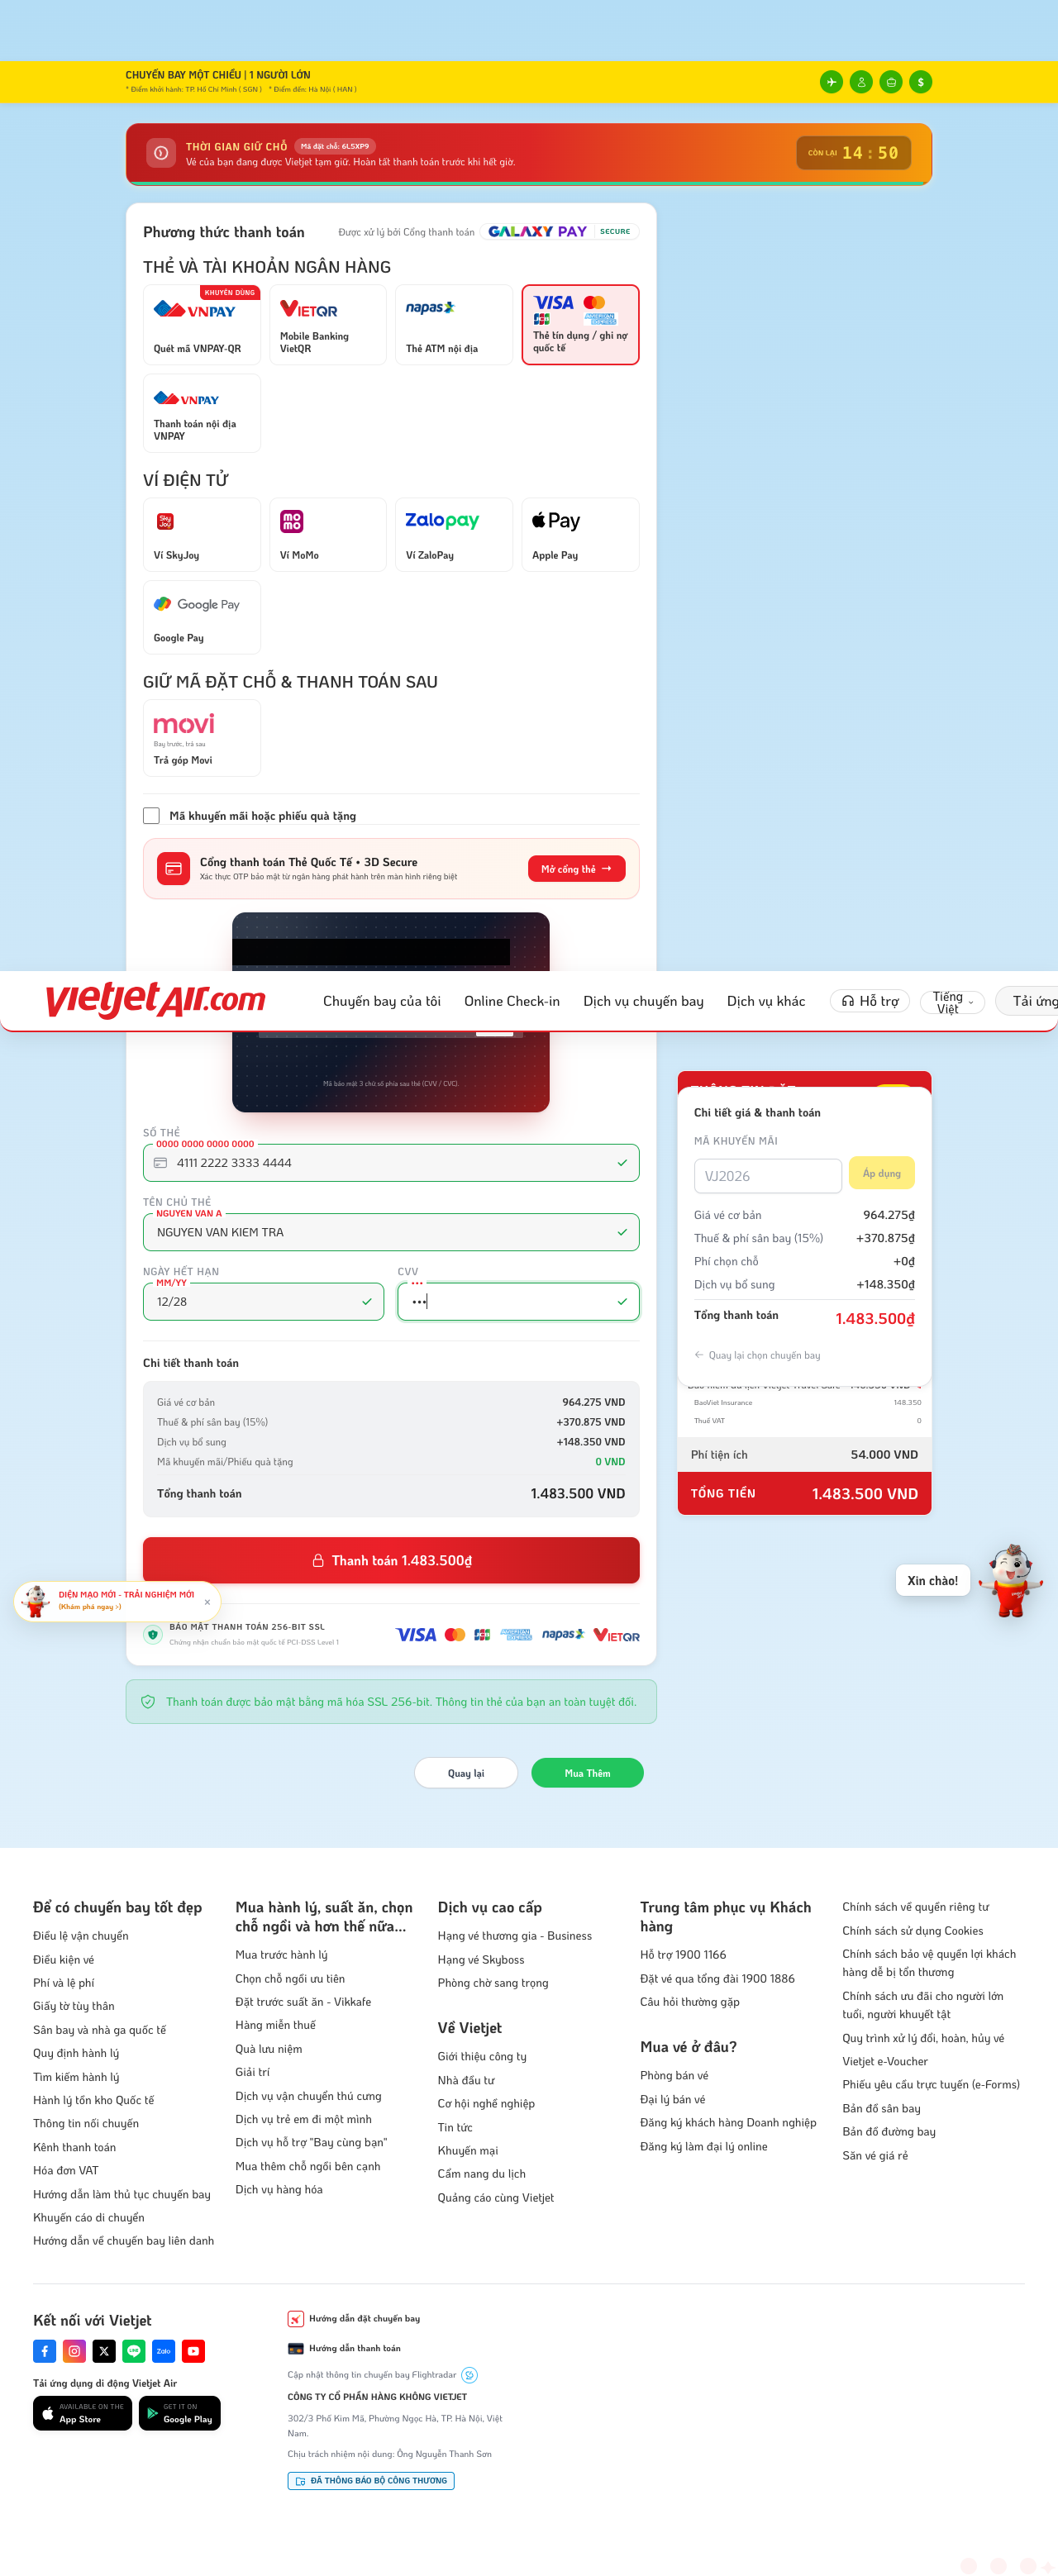 CHUYẾN BAY MỘT CHIỀU | 1 NGƯỜI LỚN
* Điểm khởi hành: TP. Hồ Chí Minh ( SGN ) * Điểm đến: Hà Nội ( HAN )
THỜI GIAN GIỮ CHỖ
Mã đặt chỗ: 6LSXP9
Vé của bạn đang được Vietjet tạm giữ. Hoàn tất thanh toán trước khi hết giờ.
CÒN LẠI 14 : 50
Phương thức thanh toán
Được xử lý bởi Cổng thanh toán
GALAXY PAY
SECURE
THẺ VÀ TÀI KHOẢN NGÂN HÀNG
KHUYÊN DÙNG
VNPAY
Quét mã VNPAY-QR
VIETQR
Mobile Banking
VietQR
napas
Thẻ ATM nội địa
VISA
JCB
AMERICAN EXPRESS
Thẻ tín dụng / ghi nợ
quốc tế
VNPAY
Thanh toán nội địa
VNPAY
VÍ ĐIỆN TỬ
Sky Joy
Ví SkyJoy
mo mo
Ví MoMo
Zalopay
Ví ZaloPay
Pay
Apple Pay
Google Pay
Google Pay
GIỮ MÃ ĐẶT CHỖ & THANH TOÁN SAU
movi
Bay trước, trả sau
Trả góp Movi
Mã khuyến mãi hoặc phiếu quà tặng
Cổng thanh toán Thẻ Quốc Tế • 3D Secure
Xác thực OTP bảo mật từ ngân hàng phát hành trên màn hình riêng biệt
Mở cổng thẻ →
vietjetAir.com
Chuyến bay của tôi
Online Check-in
Dịch vụ chuyến bay
Dịch vụ khác
Hỗ trợ
Tiếng
Việt
Tải ứng
Mã bảo mật 3 chữ số phía sau thẻ (CVV / CVC).
SỐ THẺ
0000 0000 0000 0000
4111 2222 3333 4444
TÊN CHỦ THẺ
NGUYEN VAN A
NGUYEN VAN KIEM TRA
NGÀY HẾT HẠN
MM/YY
12/28
CVV
•••
•••
Chi tiết thanh toán
Giá vé cơ bản 964.275 VND
Thuế & phí sân bay (15%) +370.875 VND
Dịch vụ bổ sung +148.350 VND
Mã khuyến mãi/Phiếu quà tặng 0 VND
Tổng thanh toán 1.483.500 VND
Thanh toán 1.483.500₫
BẢO MẬT THANH TOÁN 256-BIT SSL
Chứng nhận chuẩn bảo mật quốc tế PCI-DSS Level 1
VISA
JCB
AMERICAN EXPRESS
napas
VIETQR
Thanh toán được bảo mật bằng mã hóa SSL 256-bit. Thông tin thẻ của bạn an toàn tuyệt đối.
Quay lại
Mua Thêm
Chi tiết giá & thanh toán
MÃ KHUYẾN MÃI
VJ2026
Áp dụng
Giá vé cơ bản 964.275₫
Thuế & phí sân bay (15%) +370.875₫
Phí chọn chỗ +0₫
Dịch vụ bổ sung +148.350₫
Tổng thanh toán 1.483.500₫
← Quay lại chọn chuyến bay
BaoViet Insurance 148.350
Thuế VAT 0
Phí tiện ích 54.000 VND
TỔNG TIỀN 1.483.500 VND
Xin chào!
DIỆN MẠO MỚI - TRẢI NGHIỆM MỚI
(Khám phá ngay >)
×
Để có chuyến bay tốt đẹp
Điều lệ vận chuyển
Điều kiện vé
Phí và lệ phí
Giấy tờ tùy thân
Sân bay và nhà ga quốc tế
Quy định hành lý
Tìm kiếm hành lý
Hành lý tồn kho Quốc tế
Thông tin nối chuyến
Kênh thanh toán
Hóa đơn VAT
Hướng dẫn làm thủ tục chuyến bay
Khuyến cáo di chuyển
Hướng dẫn về chuyến bay liên danh
Mua hành lý, suất ăn, chọn
chỗ ngồi và hơn thế nữa...
Mua trước hành lý
Chọn chỗ ngồi ưu tiên
Đặt trước suất ăn - Vikkafe
Hàng miễn thuế
Quà lưu niệm
Giải trí
Dịch vụ vận chuyển thú cưng
Dịch vụ trẻ em đi một mình
Dịch vụ hỗ trợ "Bay cùng bạn"
Mua thêm chỗ ngồi bên cạnh
Dịch vụ hàng hóa
Dịch vụ cao cấp
Hạng vé thương gia - Business
Hạng vé Skyboss
Phòng chờ sang trọng
Về Vietjet
Giới thiệu công ty
Nhà đầu tư
Cơ hội nghề nghiệp
Tin tức
Khuyến mại
Cẩm nang du lịch
Quảng cáo cùng Vietjet
Trung tâm phục vụ Khách
hàng
Hỗ trợ 1900 1166
Đặt vé qua tổng đài 1900 1886
Câu hỏi thường gặp
Mua vé ở đâu?
Phòng bán vé
Đại lý bán vé
Đăng ký khách hàng Doanh nghiệp
Đăng ký làm đại lý online
Chính sách về quyền riêng tư
Chính sách sử dụng Cookies
Chính sách bảo vệ quyền lợi khách
hàng dễ bị tổn thương
Chính sách ưu đãi cho người lớn
tuổi, người khuyết tật
Quy trình xử lý đổi, hoàn, hủy vé
Vietjet e-Voucher
Phiếu yêu cầu trực tuyến (e-Forms)
Bản đồ sân bay
Bản đồ đường bay
Săn vé giá rẻ
Kết nối với Vietjet
Zalo
Tải ứng dụng di động Vietjet Air
AVAILABLE ON THE
App Store
GET IT ON
Google Play
Hướng dẫn đặt chuyến bay
Hướng dẫn thanh toán
Cập nhật thông tin chuyến bay Flightradar
CÔNG TY CỔ PHẦN HÀNG KHÔNG VIETJET
302/3 Phố Kim Mã, Phường Ngọc Hà, TP. Hà Nội, Việt
Nam.
Chịu trách nhiệm nội dung: Ông Nguyễn Thanh Sơn
ĐÃ THÔNG BÁO BỘ CÔNG THƯƠNG